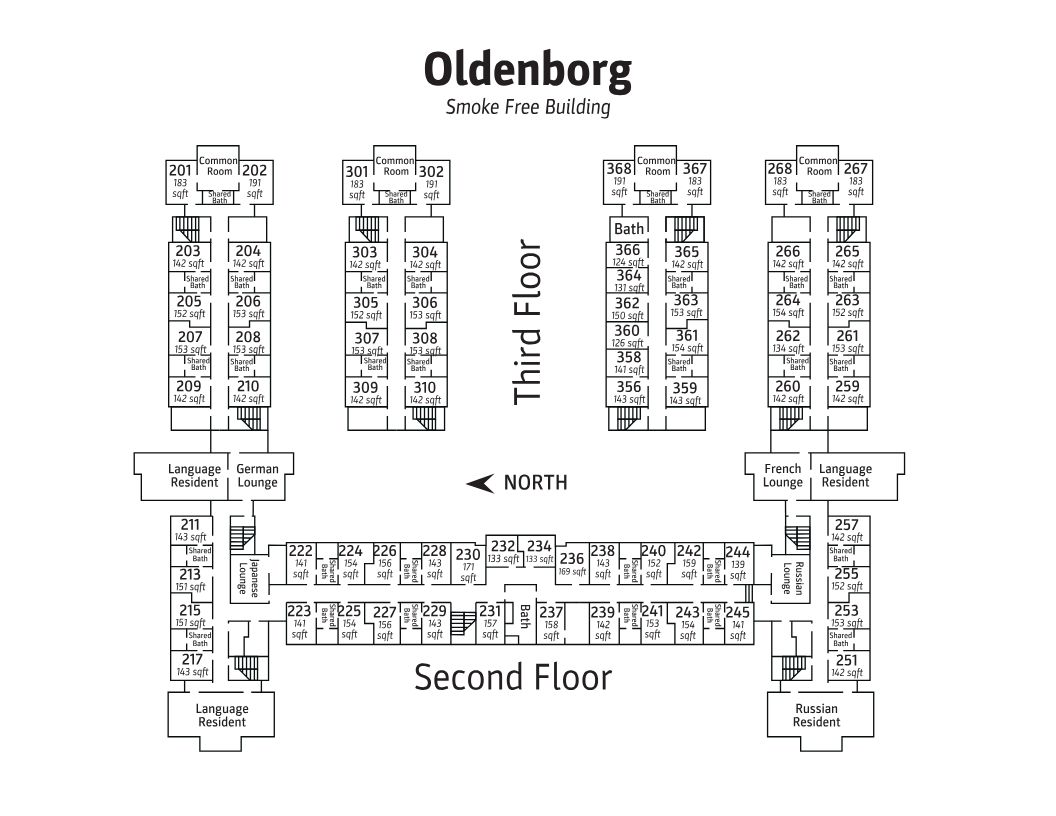 Oldenborg
Smoke Free Building
201
183
sqft
Common
Room
Shared
Bath
202
191
sqft
203
142 sqft
204
142 sqft
Shared
Bath
Shared
Bath
205
152 sqft
206
153 sqft
207
153 sqft
208
153 sqft
Shared
Bath
Shared
Bath
209
142 sqft
210
142 sqft
301
183
sqft
Common
Room
Shared
Bath
302
191
sqft
303
142 sqft
304
142 sqft
Shared
Bath
Shared
Bath
305
152 sqft
306
153 sqft
307
153 sqft
308
153 sqft
Shared
Bath
Shared
Bath
309
142 sqft
310
142 sqft
Third Floor
368
191
sqft
Common
Room
Shared
Bath
367
183
sqft
Bath
366
124 sqft
365
142 sqft
364
131 sqft
Shared
Bath
362
150 sqft
363
153 sqft
360
126 sqft
361
154 sqft
358
141 sqft
Shared
Bath
356
143 sqft
359
143 sqft
268
183
sqft
Common
Room
Shared
Bath
267
183
sqft
266
142 sqft
265
142 sqft
Shared
Bath
Shared
Bath
264
154 sqft
263
152 sqft
262
134 sqft
261
153 sqft
Shared
Bath
Shared
Bath
260
142 sqft
259
142 sqft
Language
Resident
German
Lounge
NORTH
French
Lounge
Language
Resident
211
143 sqft
Shared
Bath
213
151 sqft
215
151 sqft
Shared
Bath
217
143 sqft
Japanese
Lounge
222
141
sqft
Shared
Bath
224
154
sqft
226
156
sqft
Shared
Bath
228
143
sqft
230
171
sqft
232
133 sqft
234
133 sqft
236
169 sqft
238
143
sqft
Shared
Bath
240
152
sqft
242
159
sqft
Shared
Bath
244
139
sqft
Russian
Lounge
223
141
sqft
Shared
Bath
225
154
sqft
227
156
sqft
Shared
Bath
229
143
sqft
231
157
sqft
Bath
237
158
sqft
239
142
sqft
Shared
Bath
241
153
sqft
243
154
sqft
Shared
Bath
245
141
sqft
257
142 sqft
Shared
Bath
255
152 sqft
253
153 sqft
Shared
Bath
251
142 sqft
Second Floor
Language
Resident
Russian
Resident